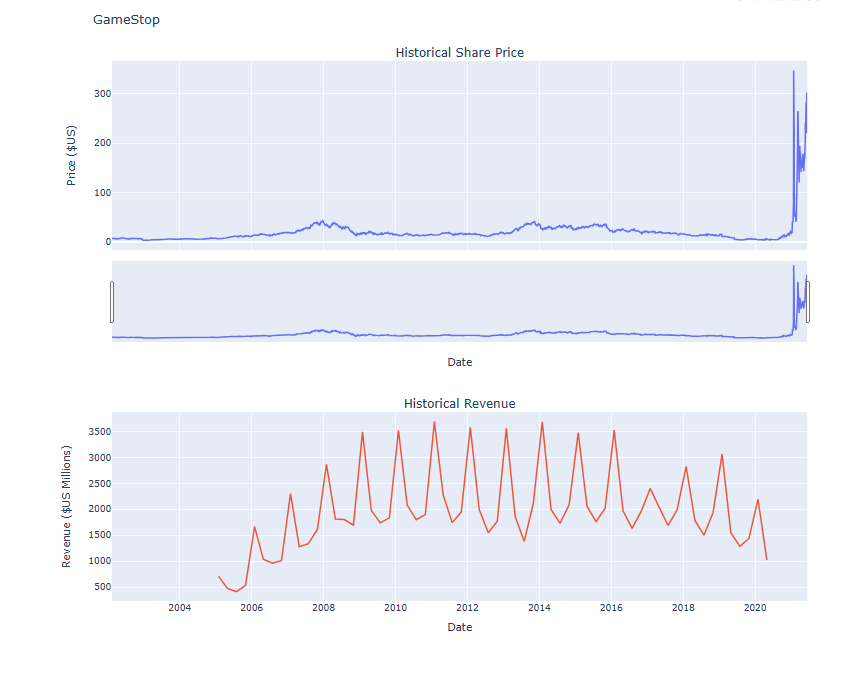 GameStop
Historical Share Price
300
200
100
0
Price ($US)
Date
Historical Revenue
3500
3000
2500
2000
1500
1000
500
Revenue ($US Millions)
2004 2006 2008 2010 2012 2014 2016 2018 2020
Date